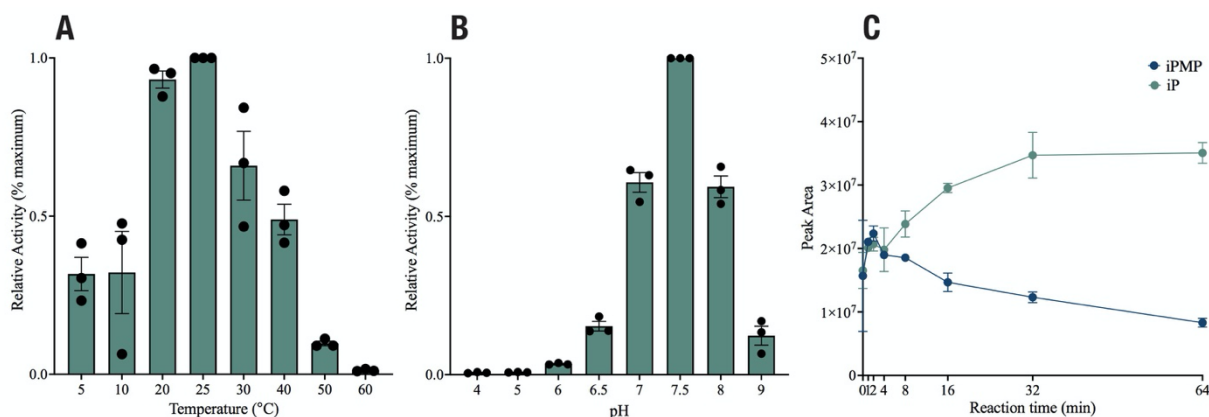 A
B
C
Relative Activity (% maximum)
1.0
0.5
0.0
5 10 20 25 30 40 50 60
Temperature (°C)
Relative Activity (% maximum)
1.0
0.5
0.0
4 5 6 6.5 7 7.5 8 9
pH
Peak Area
5×10⁷
4×10⁷
3×10⁷
2×10⁷
1×10⁷
0
iPMP
iP
0 1 2 4 8 16 32 64
Reaction time (min)